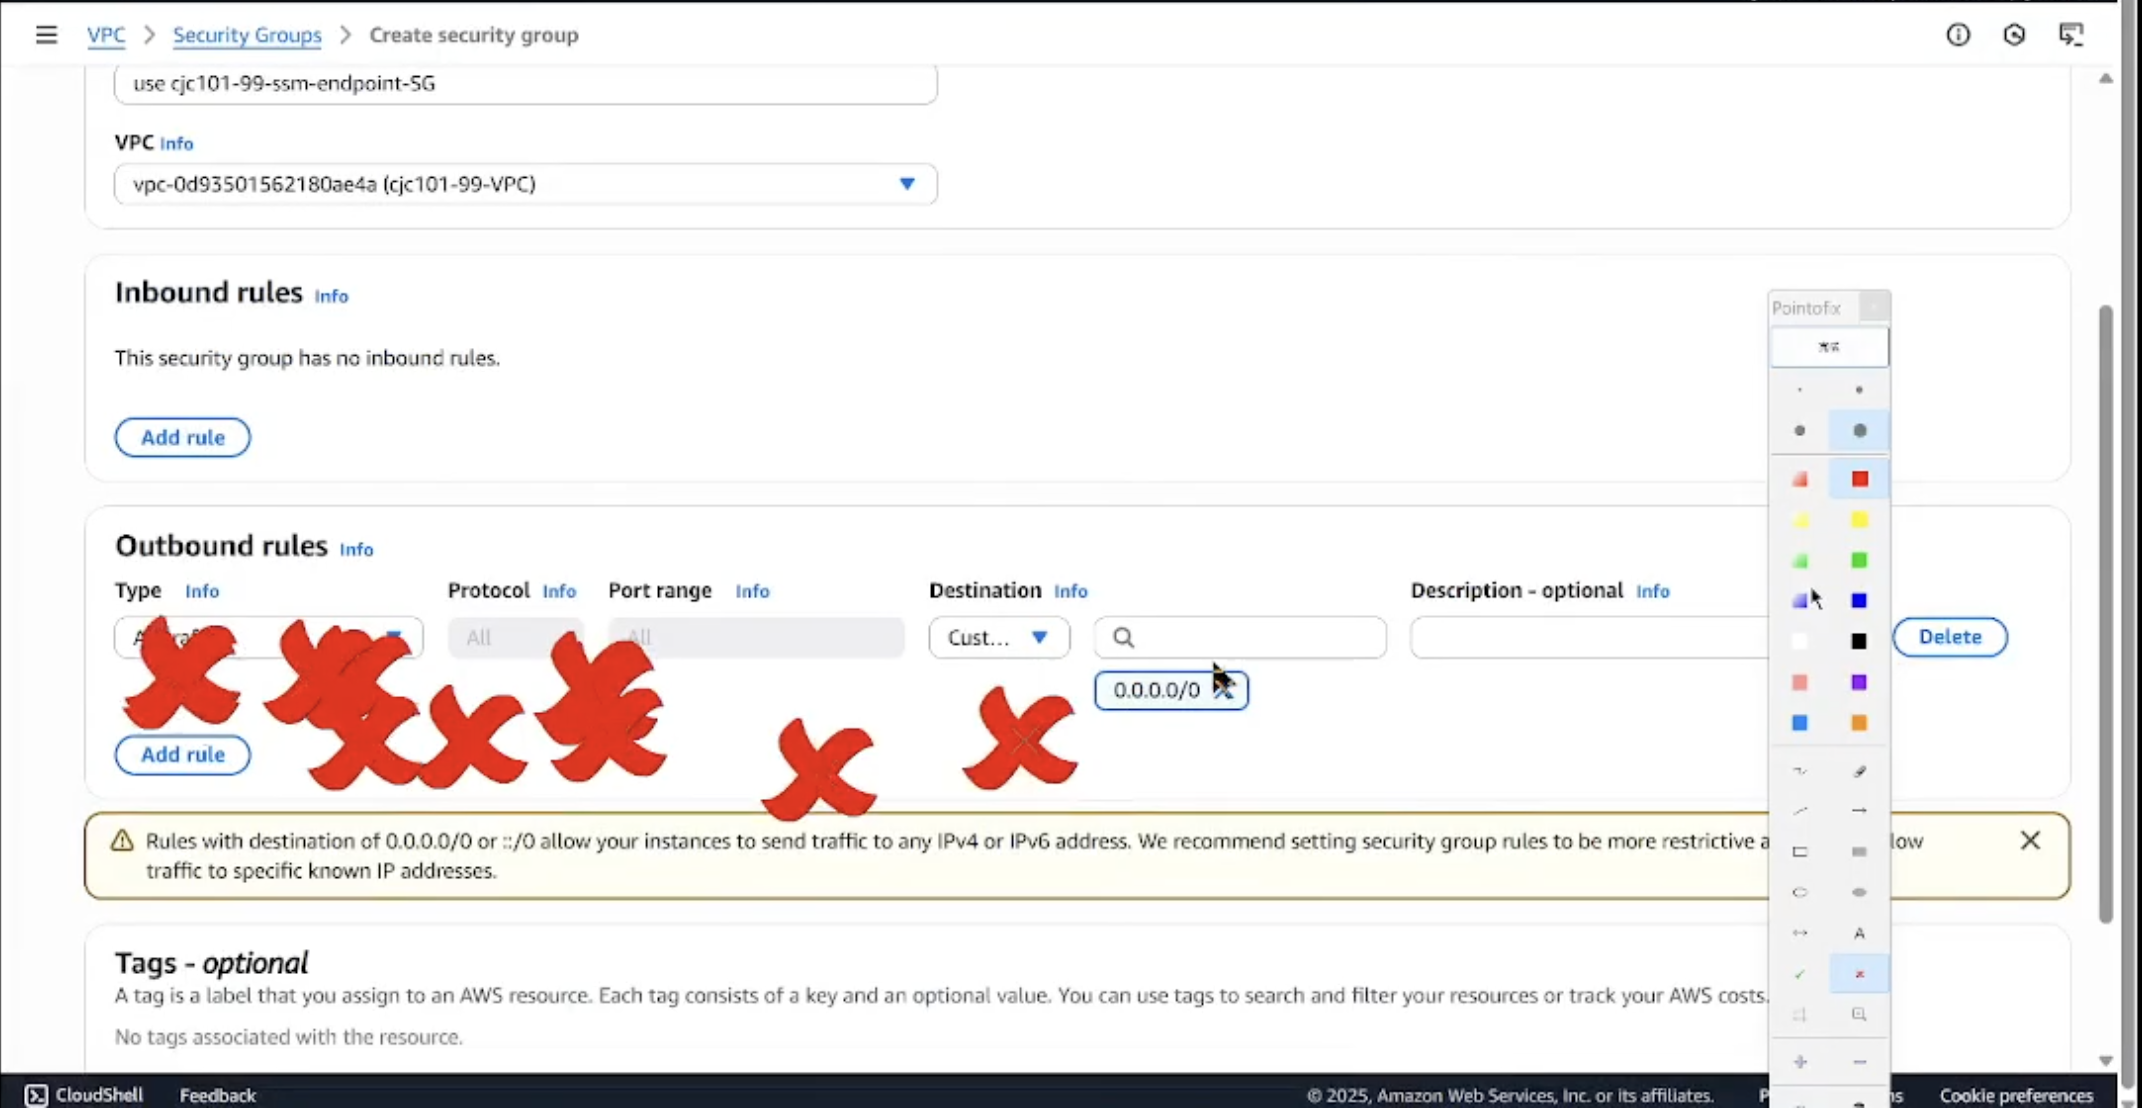 VPC > Security Groups > Create security group
use cjc101-99-ssm-endpoint-SG
VPC Info
vpc-0d93501562180ae4a (cjc101-99-VPC)
Inbound rules Info
This security group has no inbound rules.
Add rule
Outbound rules Info
Type Info Protocol Info Port range Info Destination Info Description - optional Info
All All Cust... Delete
0.0.0.0/0
Add rule
Rules with destination of 0.0.0.0/0 or ::/0 allow your instances to send traffic to any IPv4 or IPv6 address. We recommend setting security group rules to be more restrictive
traffic to specific known IP addresses.
Tags - optional
A tag is a label that you assign to an AWS resource. Each tag consists of a key and an optional value. You can use tags to search and filter your resources or track your AWS costs.
No tags associated with the resource.
CloudShell Feedback © 2025, Amazon Web Services, Inc. or its affiliates. Cookie preferences
Pointofix
A